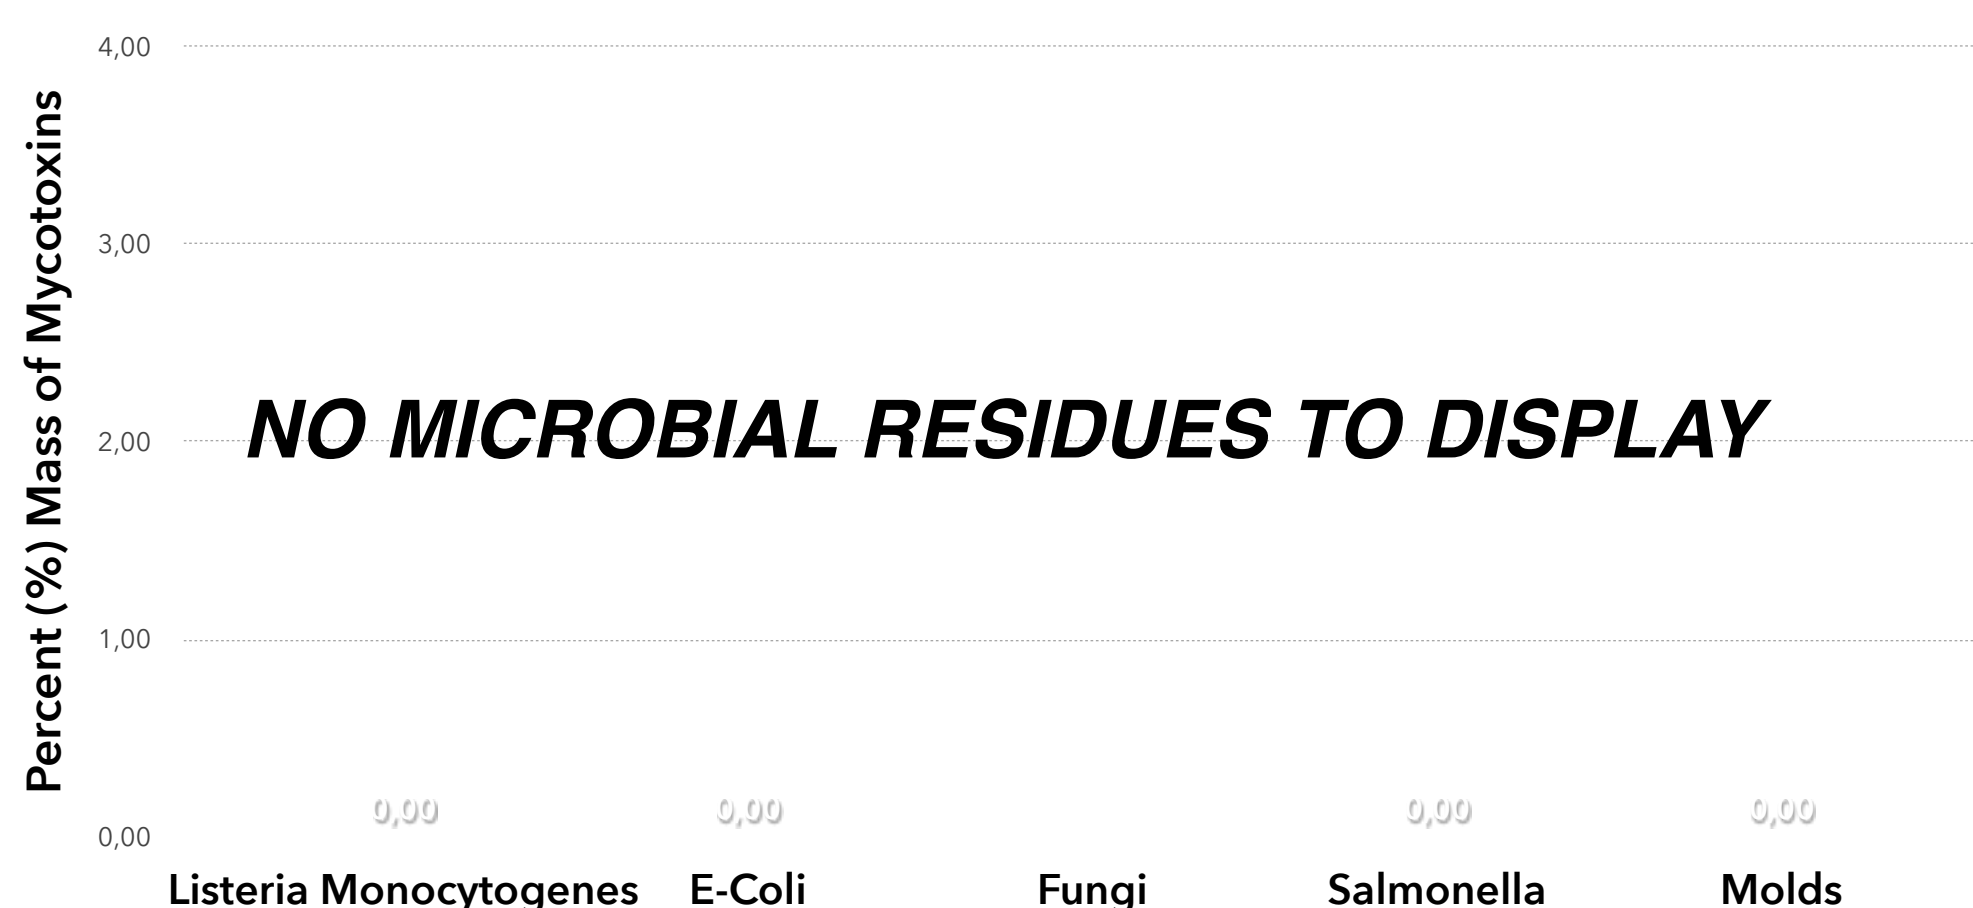 4,00
3,00
2,00
1,00
0,00
Percent (%) Mass of Mycotoxins
NO MICROBIAL RESIDUES TO DISPLAY
0,00 0,00 0,00 0,00
Listeria Monocytogenes E-Coli Fungi Salmonella Molds